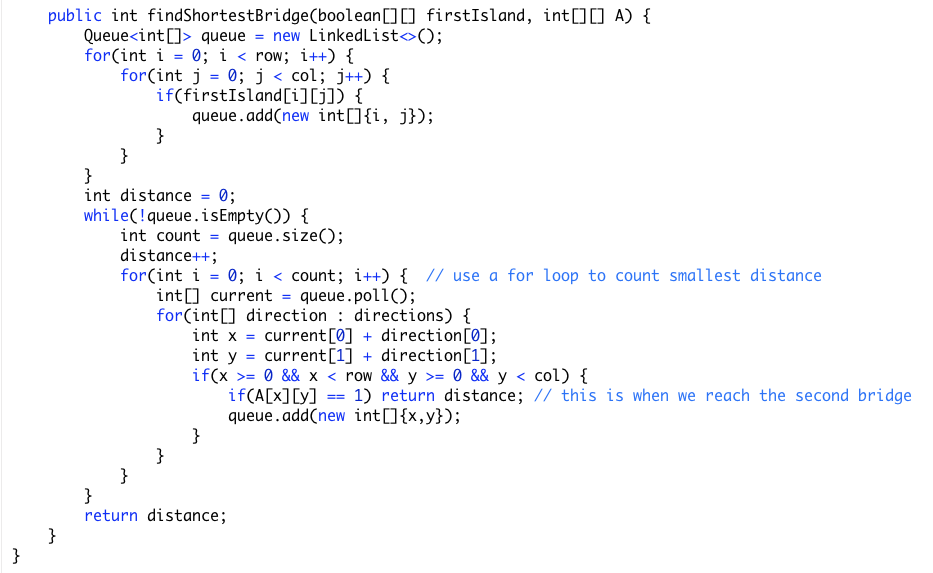 public int findShortestBridge(boolean[][] firstIsland, int[][] A) {
Queue<int[]> queue = new LinkedList<>();
for(int i = 0; i < row; i++) {
for(int j = 0; j < col; j++) {
if(firstIsland[i][j]) {
queue.add(new int[]{i, j});
}
}
}
int distance = 0;
while(!queue.isEmpty()) {
int count = queue.size();
distance++;
for(int i = 0; i < count; i++) {  // use a for loop to count smallest distance
int[] current = queue.poll();
for(int[] direction : directions) {
int x = current[0] + direction[0];
int y = current[1] + direction[1];
if(x >= 0 && x < row && y >= 0 && y < col) {
if(A[x][y] == 1) return distance; // this is when we reach the second bridge
queue.add(new int[]{x,y});
}
}
}
}
return distance;
}
}